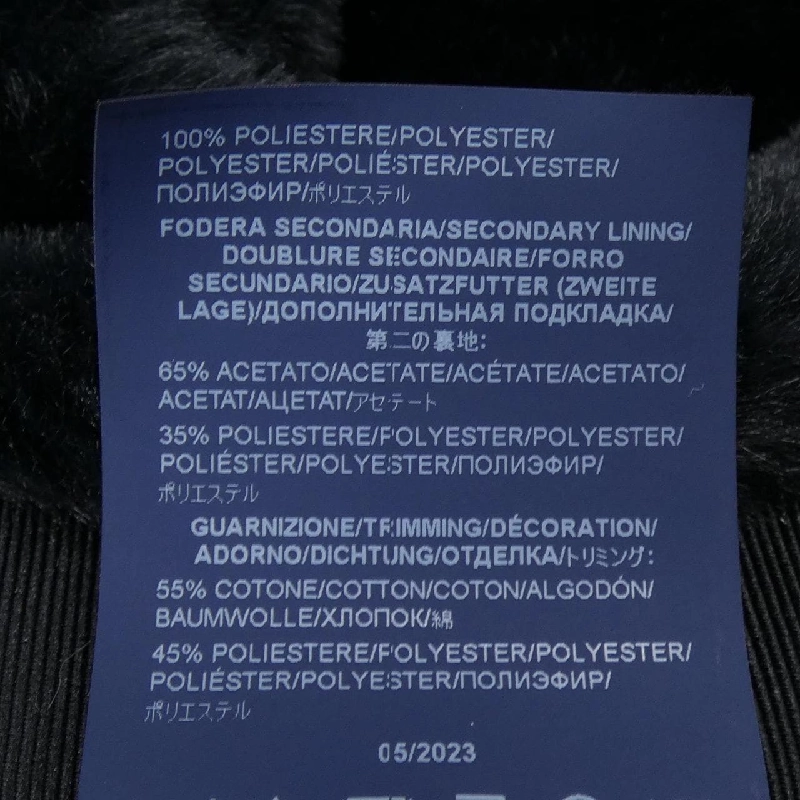 100% POLIESTERE/POLYESTER/
POLYESTER/POLIÉSTER/POLYESTER/
ПОЛИЭФИР/ポリエステル
FODERA SECONDARIA/SECONDARY LINING/
DOUBLURE SECONDAIRE/FORRO
SECUNDARIO/ZUSATZFUTTER (ZWEITE
LAGE)/ДОПОЛНИТЕЛЬНАЯ ПОДКЛАДКА/
第二の裏地:
65% ACETATO/ACETATE/ACÉTATE/ACETATO/
ACETAT/АЦЕТАТ/アセテート
35% POLIESTERE/POLYESTER/POLYESTER/
POLIÉSTER/POLYESTER/ПОЛИЭФИР/
ポリエステル
GUARNIZIONE/TRIMMING/DÉCORATION/
ADORNO/DICHTUNG/ОТДЕЛКА/トリミング:
55% COTONE/COTTON/COTON/ALGODÓN/
BAUMWOLLE/ХЛОПОК/綿
45% POLIESTERE/POLYESTER/POLYESTER/
POLIÉSTER/POLYESTER/ПОЛИЭФИР/
ポリエステル
05/2023